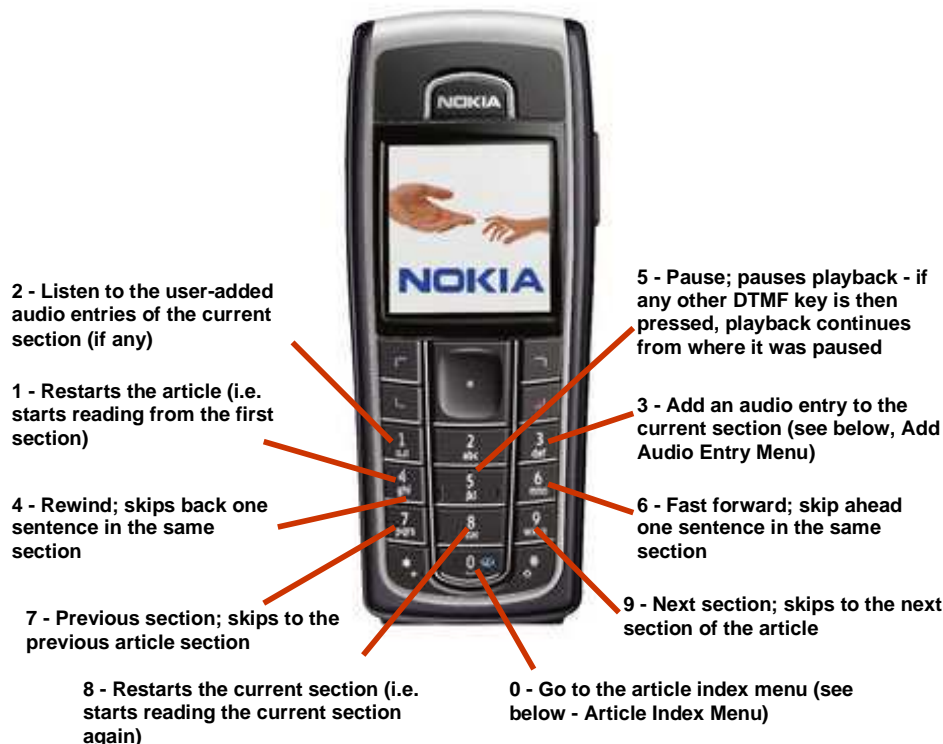 NOKIA
NOKIA
2 - Listen to the user-added
audio entries of the current
section (if any)
1 - Restarts the article (i.e.
starts reading from the first
section)
4 - Rewind; skips back one
sentence in the same
section
7 - Previous section; skips to the
previous article section
8 - Restarts the current section (i.e.
starts reading the current section
again)
5 - Pause; pauses playback - if
any other DTMF key is then
pressed, playback continues
from where it was paused
3 - Add an audio entry to the
current section (see below, Add
Audio Entry Menu)
6 - Fast forward; skip ahead
one sentence in the same
section
9 - Next section; skips to the next
section of the article
0 - Go to the article index menu (see
below - Article Index Menu)
1
2
abc
3
def
4
ghi
5
jkl
6
mno
7
pqrs
8
9
0